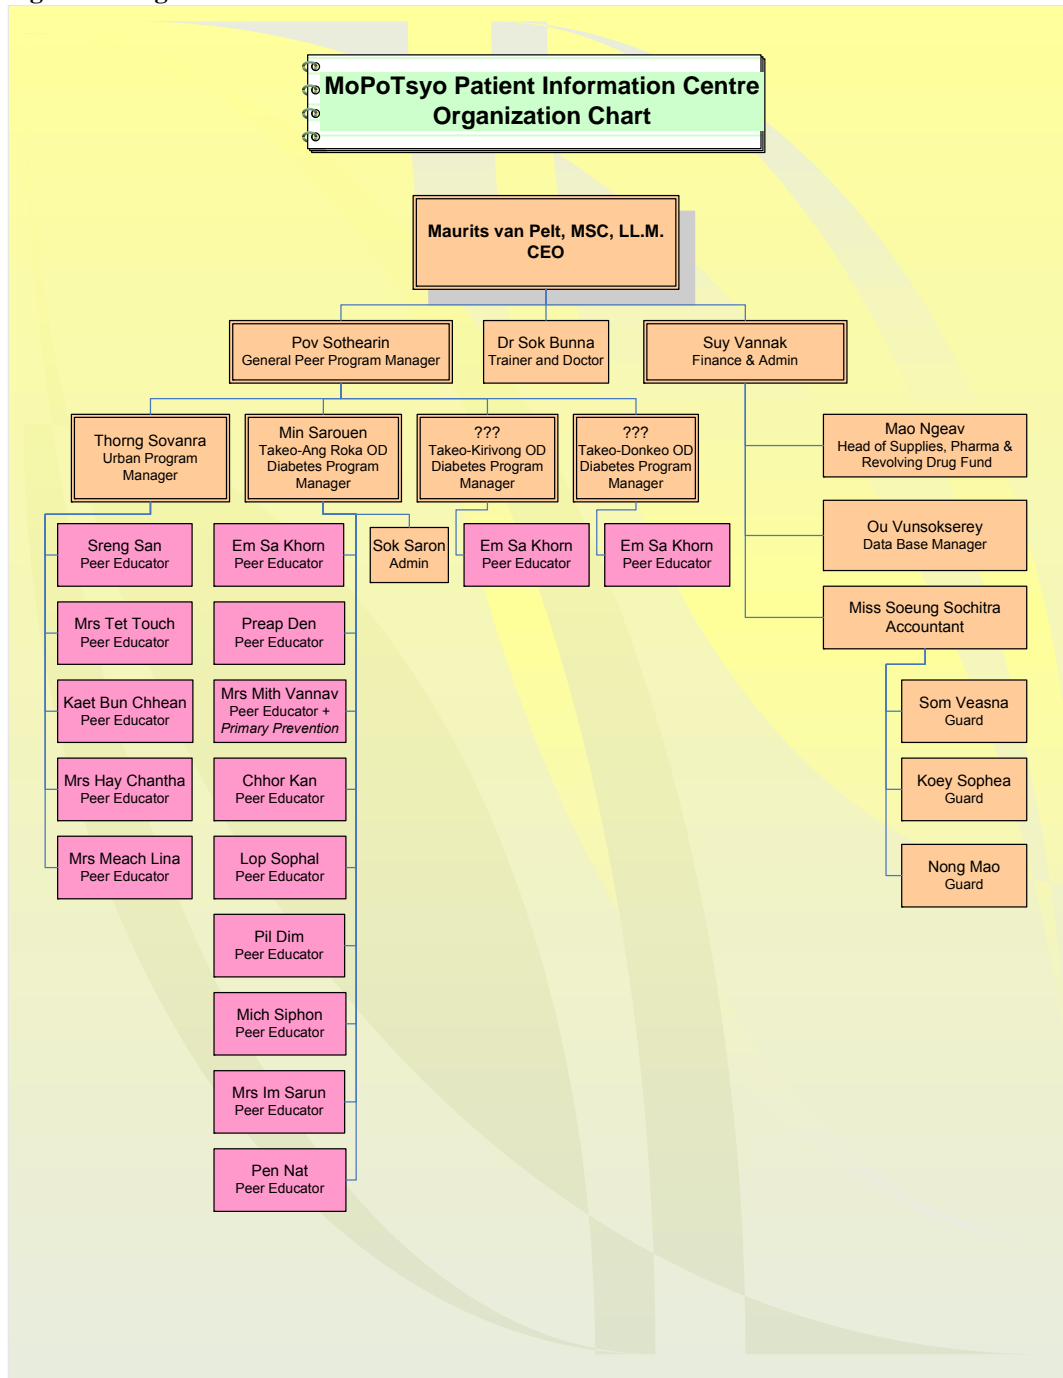 MoPoTsyo Patient Information Centre
Organization Chart
Maurits van Pelt, MSC, LL.M.
CEO
Pov Sothearin
General Peer Program Manager
Dr Sok Bunna
Trainer and Doctor
Suy Vannak
Finance & Admin
Thorng Sovanra
Urban Program
Manager
Min Sarouen
Takeo-Ang Roka OD
Diabetes Program
Manager
???
Takeo-Kirivong OD
Diabetes Program
Manager
???
Takeo-Donkeo OD
Diabetes Program
Manager
Mao Ngeav
Head of Supplies, Pharma &
Revolving Drug Fund
Ou Vunsokserey
Data Base Manager
Miss Soeung Sochitra
Accountant
Som Veasna
Guard
Koey Sophea
Guard
Nong Mao
Guard
Sreng San
Peer Educator
Mrs Tet Touch
Peer Educator
Kaet Bun Chhean
Peer Educator
Mrs Hay Chantha
Peer Educator
Mrs Meach Lina
Peer Educator
Em Sa Khorn
Peer Educator
Preap Den
Peer Educator
Mrs Mith Vannav
Peer Educator +
Primary Prevention
Chhor Kan
Peer Educator
Lop Sophal
Peer Educator
Pil Dim
Peer Educator
Mich Siphon
Peer Educator
Mrs Im Sarun
Peer Educator
Pen Nat
Peer Educator
Sok Saron
Admin
Em Sa Khorn
Peer Educator
Em Sa Khorn
Peer Educator